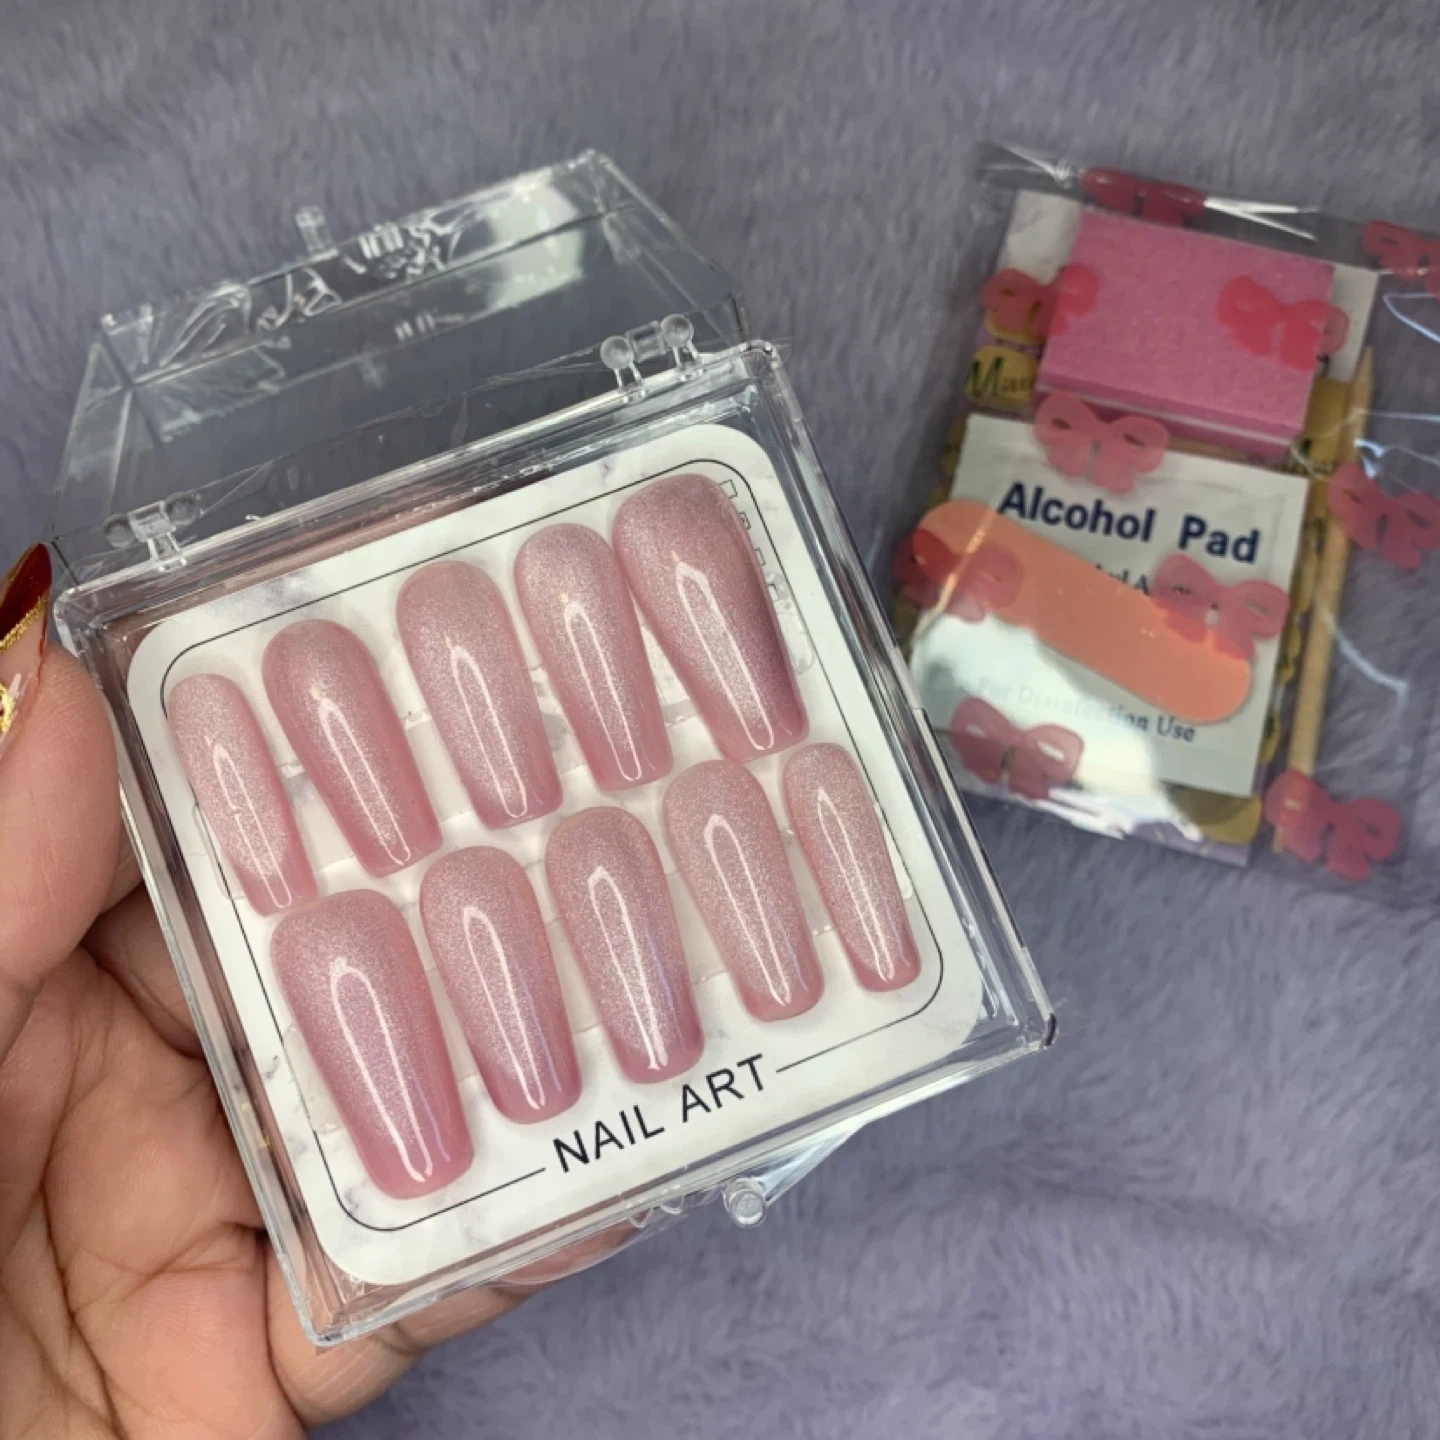 Alcohol Pad
For Disinfection Use
NAIL ART